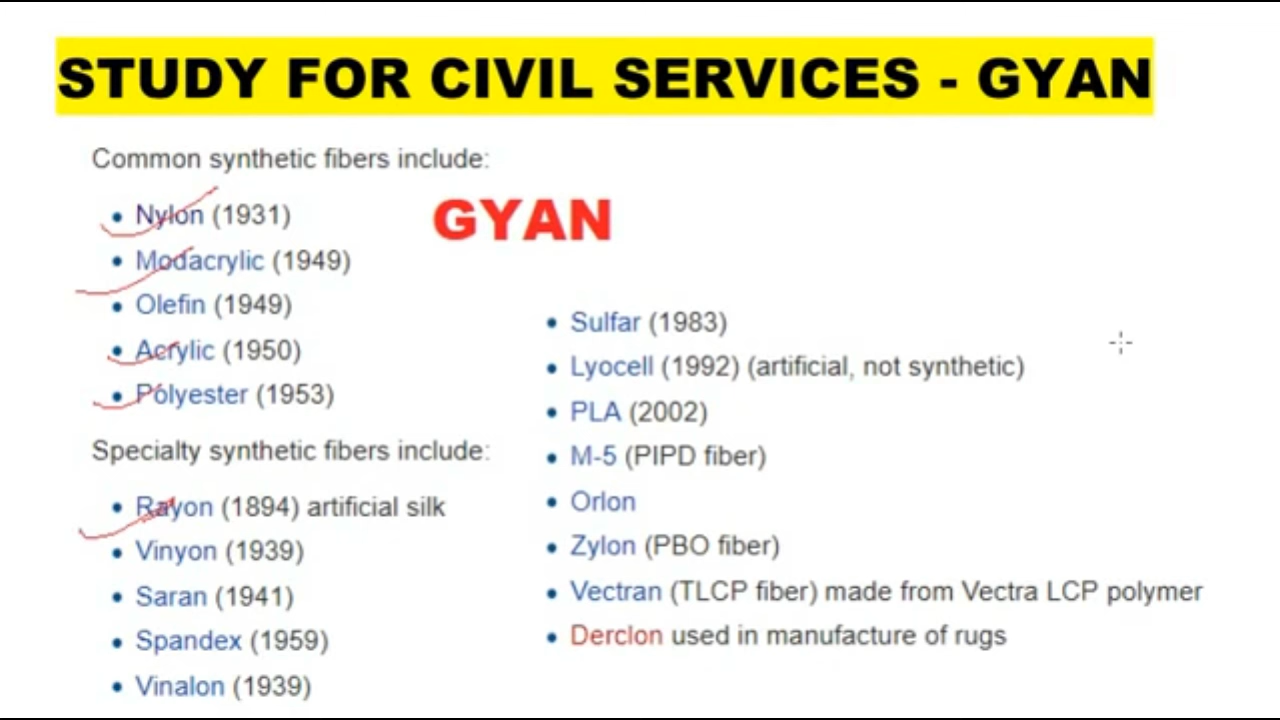 STUDY FOR CIVIL SERVICES - GYAN
Common synthetic fibers include:
GYAN
• Nylon (1931)
• Modacrylic (1949)
• Olefin (1949)
• Acrylic (1950)
• Polyester (1953)
Specialty synthetic fibers include:
• Rayon (1894) artificial silk
• Vinyon (1939)
• Saran (1941)
• Spandex (1959)
• Vinalon (1939)
• Sulfar (1983)
• Lyocell (1992) (artificial, not synthetic)
• PLA (2002)
• M-5 (PIPD fiber)
• Orlon
• Zylon (PBO fiber)
• Vectran (TLCP fiber) made from Vectra LCP polymer
• Derclon used in manufacture of rugs